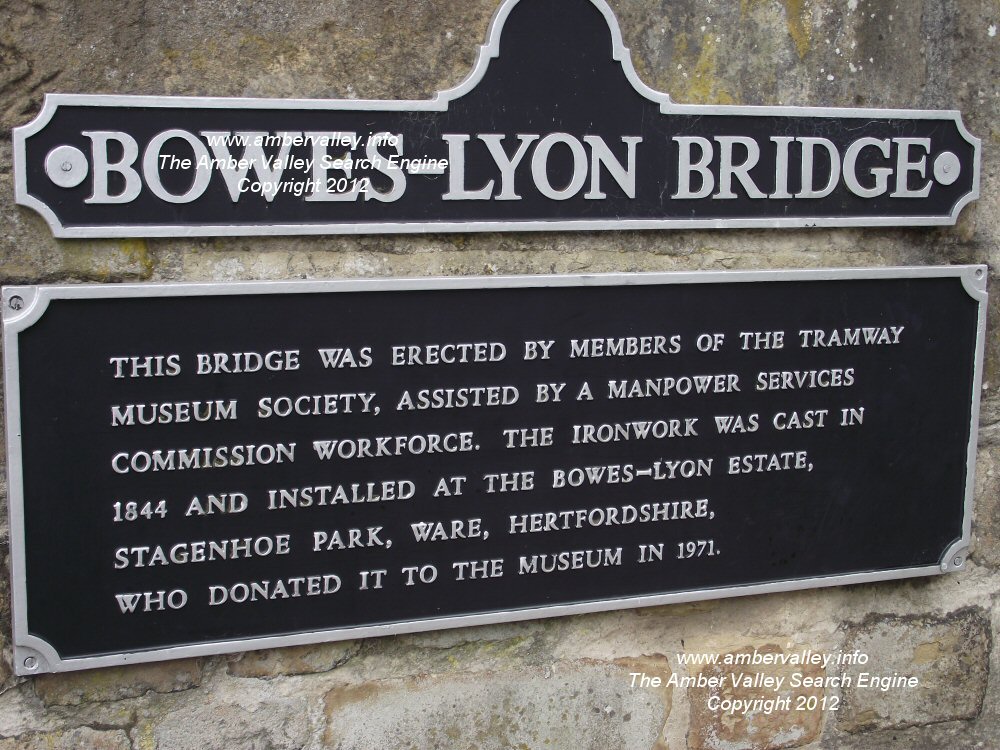 BOWES-LYON BRIDGE
www.ambervalley.info
The Amber Valley Search Engine
Copyright 2012
THIS BRIDGE WAS ERECTED BY MEMBERS OF THE TRAMWAY
MUSEUM SOCIETY, ASSISTED BY A MANPOWER SERVICES
COMMISSION WORKFORCE. THE IRONWORK WAS CAST IN
1844 AND INSTALLED AT THE BOWES-LYON ESTATE,
STAGENHOE PARK, WARE, HERTFORDSHIRE,
WHO DONATED IT TO THE MUSEUM IN 1971.
www.ambervalley.info
The Amber Valley Search Engine
Copyright 2012